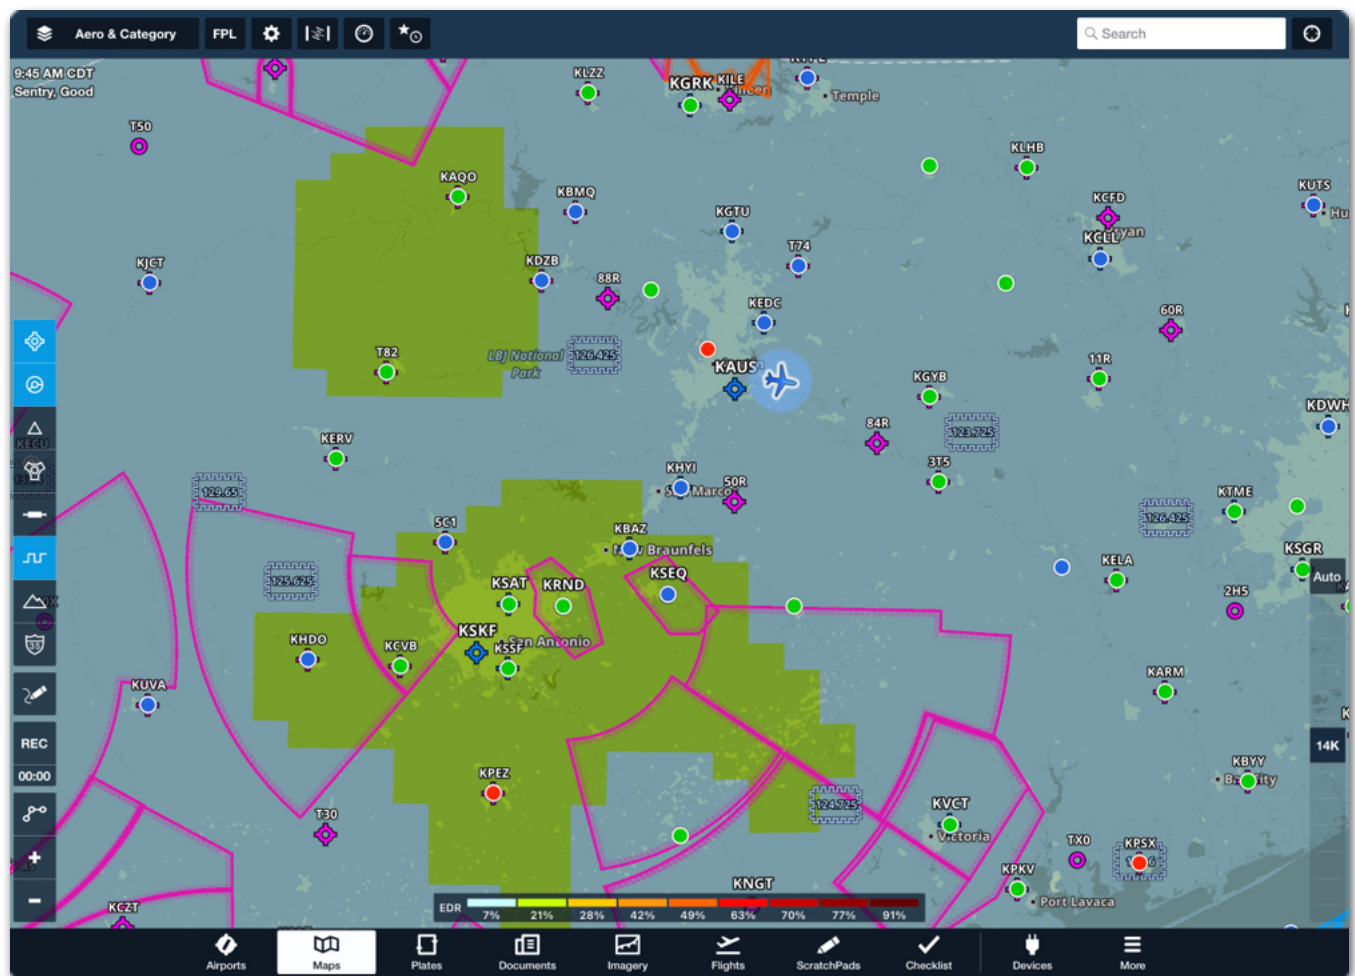 Aero & Category
FPL
Search
9:45 AM CDT
Sentry, Good
KLZZ
KGRK
KILE
Temple
T50
KLHB
KAQO
KBMQ
KUTS
KCFD
KGTU
KCLL
T74
KJCT
KDZB
88R
KEDC
60R
LBJ National
Park
126.425
T82
KAUS
11R
KGYB
KDWH
84R
123.725
KERV
3T5
KHYI
50R
129.65
KTME
126.425
5C1
KBAZ
New Braunfels
KSGR
KELA
Auto
125.625
KSAT
KRND
KSEQ
2H5
35
KSKF
San Antonio
KHDO
KCVB
KSSF
KUVA
KARM
REC
14K
00:00
KPEZ
KBYY
T30
124.725
KVCT
Victoria
TX0
KPSX
KPKV
KNGT
Port Lavaca
KCZT
EDR
7% 21% 28% 42% 49% 63% 70% 77% 91%
Airports Maps Plates Documents Imagery Flights ScratchPads Checklist Devices More